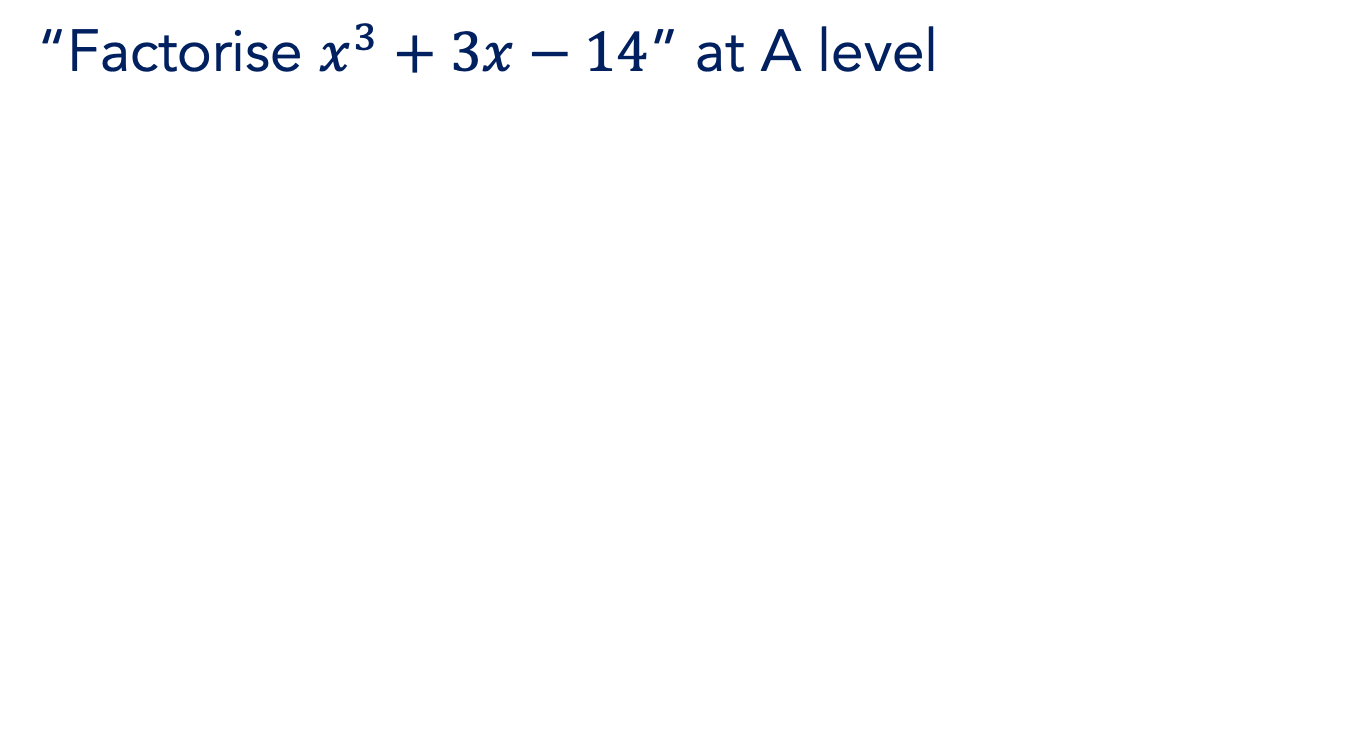 “Factorise x³ + 3x − 14” at A level